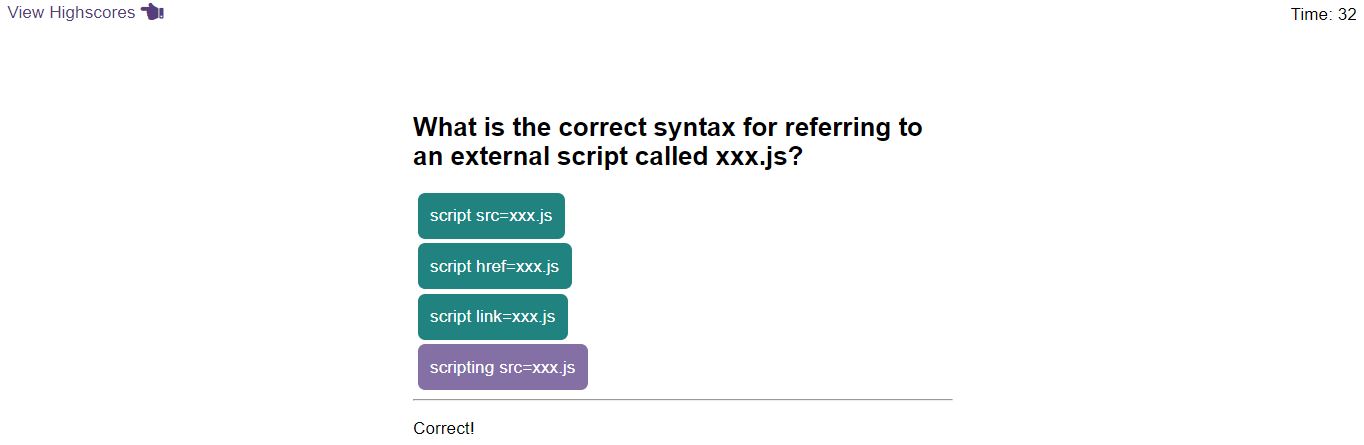 View Highscores
Time: 32
What is the correct syntax for referring to
an external script called xxx.js?
script src=xxx.js
script href=xxx.js
script link=xxx.js
scripting src=xxx.js
Correct!